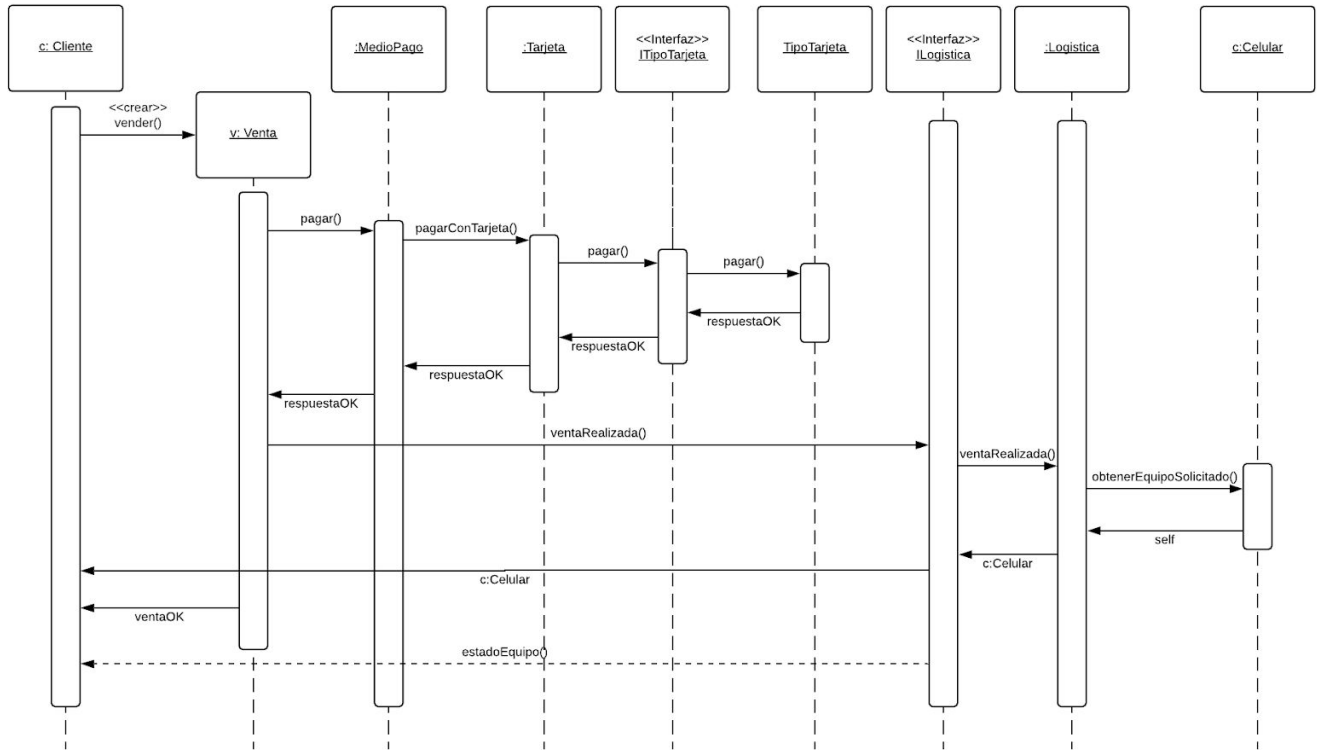 c: Cliente
:MedioPago
:Tarjeta
<<Interfaz>>
ITipoTarjeta
TipoTarjeta
<<Interfaz>>
ILogistica
:Logistica
c:Celular
<<crear>>
vender()
v: Venta
pagar()
pagarConTarjeta()
pagar()
pagar()
respuestaOK
respuestaOK
respuestaOK
respuestaOK
ventaRealizada()
ventaRealizada()
obtenerEquipoSolicitado()
self
c:Celular
c:Celular
ventaOK
estadoEquipo()